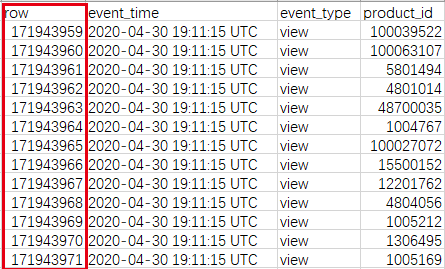 row event_time event_type product_id
171943959 2020-04-30 19:11:15 UTC view 100039522
171943960 2020-04-30 19:11:15 UTC view 100063107
171943961 2020-04-30 19:11:15 UTC view 5801494
171943962 2020-04-30 19:11:15 UTC view 4801014
171943963 2020-04-30 19:11:15 UTC view 48700035
171943964 2020-04-30 19:11:15 UTC view 1004767
171943965 2020-04-30 19:11:15 UTC view 100027072
171943966 2020-04-30 19:11:15 UTC view 15500152
171943967 2020-04-30 19:11:15 UTC view 12201762
171943968 2020-04-30 19:11:15 UTC view 4804056
171943969 2020-04-30 19:11:15 UTC view 1005212
171943970 2020-04-30 19:11:15 UTC view 1306495
171943971 2020-04-30 19:11:15 UTC view 1005169